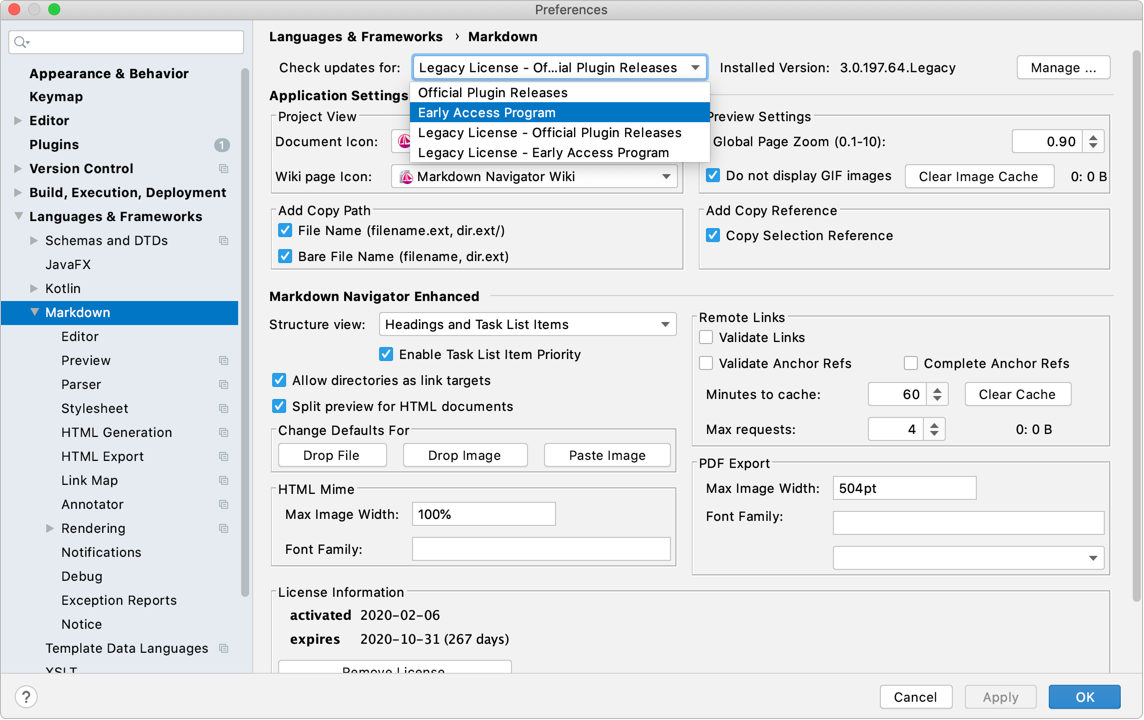 Preferences
Appearance & Behavior
Keymap
Editor
Plugins 1
Version Control
Build, Execution, Deployment
Languages & Frameworks
Schemas and DTDs
JavaFX
Kotlin
Markdown
Editor
Preview
Parser
Stylesheet
HTML Generation
HTML Export
Link Map
Annotator
Rendering
Notifications
Debug
Exception Reports
Notice
Template Data Languages
XSLT
Languages & Frameworks › Markdown
Check updates for: Legacy License - Of...ial Plugin Releases Installed Version: 3.0.197.64.Legacy Manage ...
Official Plugin Releases
Early Access Program
Legacy License - Official Plugin Releases
Legacy License - Early Access Program
Application Settings
Project View
Document Icon:
Wiki page Icon: Markdown Navigator Wiki
Preview Settings
Global Page Zoom (0.1-10): 0.90
Do not display GIF images Clear Image Cache 0: 0 B
Add Copy Path
File Name (filename.ext, dir.ext/)
Bare File Name (filename, dir.ext)
Add Copy Reference
Copy Selection Reference
Markdown Navigator Enhanced
Structure view: Headings and Task List Items
Enable Task List Item Priority
Allow directories as link targets
Split preview for HTML documents
Change Defaults For
Drop File Drop Image Paste Image
HTML Mime
Max Image Width: 100%
Font Family:
Remote Links
Validate Links
Validate Anchor Refs Complete Anchor Refs
Minutes to cache: 60 Clear Cache
Max requests: 4 0: 0 B
PDF Export
Max Image Width: 504pt
Font Family:
License Information
activated 2020-02-06
expires 2020-10-31 (267 days)
Remove License
? Cancel Apply OK